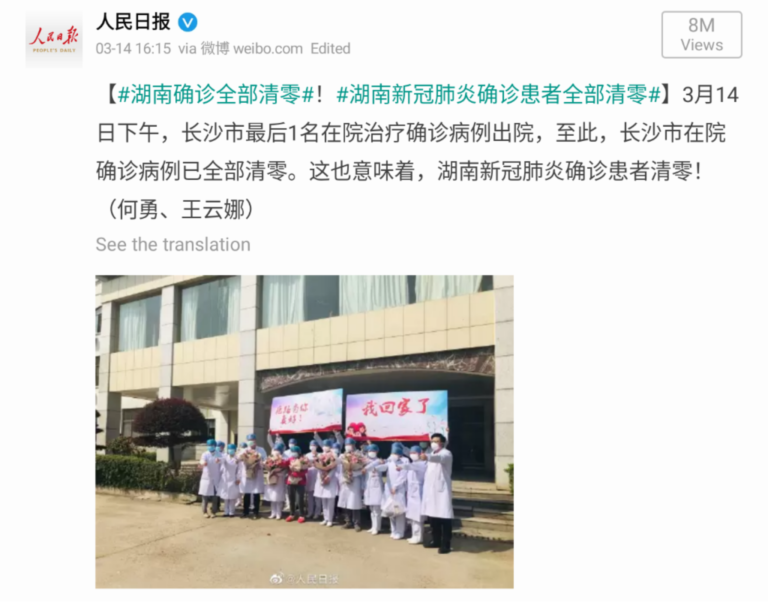 人民日报
PEOPLE'S DAILY
人民日报
03-14 16:15 via 微博 weibo.com Edited
8M
Views
【#湖南确诊全部清零#！#湖南新冠肺炎确诊患者全部清零#】3月14
日下午，长沙市最后1名在院治疗确诊病例出院，至此，长沙市在院
确诊病例已全部清零。这也意味着，湖南新冠肺炎确诊患者清零！
（何勇、王云娜）
See the translation
我回家了
@人民日报